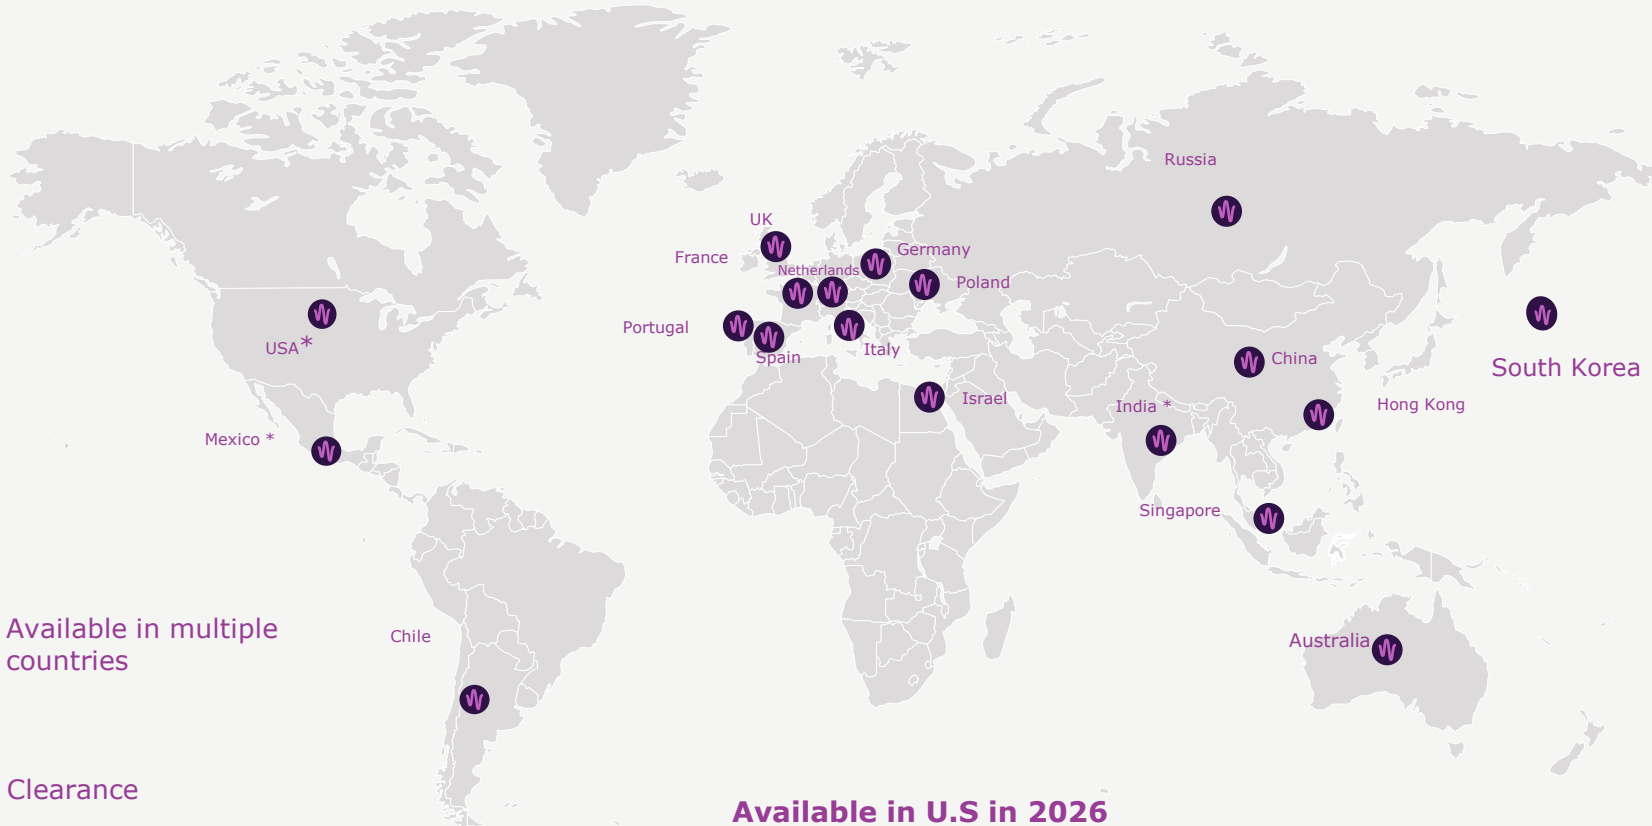 Russia
UK
Germany
France
Netherlands
Poland
Portugal
USA*
Spain
Italy
China
South Korea
Israel
India *
Hong Kong
Mexico *
Singapore
Available in multiple
countries
Chile
Australia
Clearance
Available in U.S in 2026